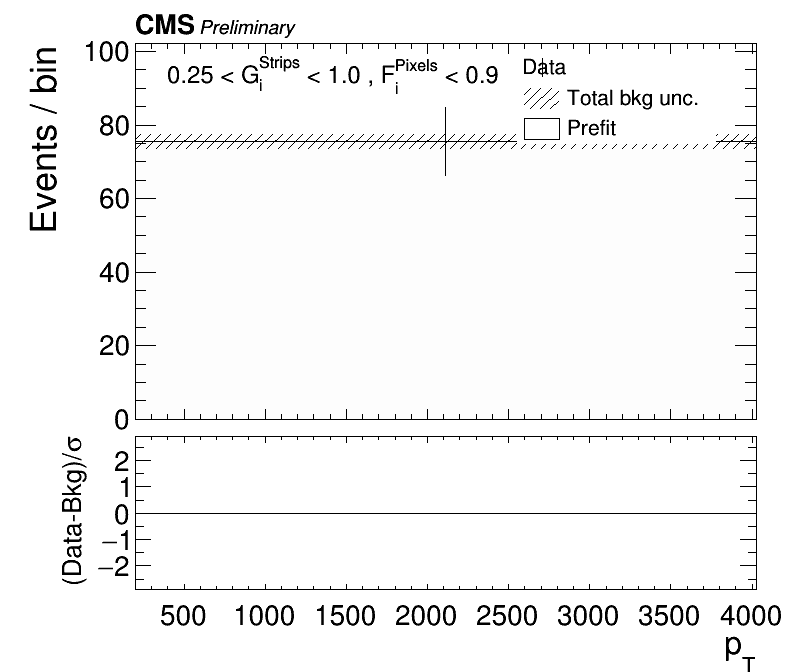 CMS Preliminary
Events / bin
100
80
60
40
20
0
0.25 < G_i^Strips < 1.0 , F_i^Pixels < 0.9
Data
Total bkg unc.
Prefit
(Data-Bkg)/σ
2
1
0
−1
−2
500 1000 1500 2000 2500 3000 3500 4000
p_T